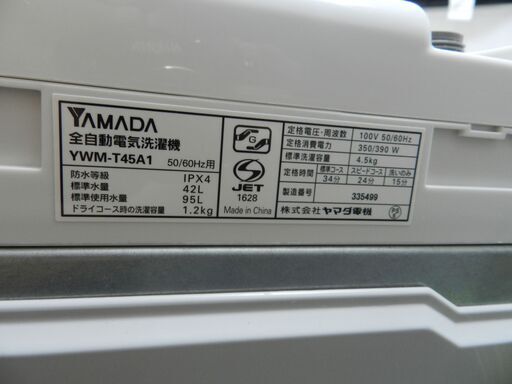 YAMADA
全自動電気洗濯機
YWM-T45A1 50/60Hz用
防水等級 IPX4
標準水量 42L
標準使用水量 95L
ドライコース時の洗濯容量 1.2kg
G
JET
1628
Made in China
定格電圧・周波数 100V 50/60Hz
定格消費電力 350/390 W
標準洗濯容量 4.5kg
標準コース スピードコース 洗いのみ
34分 24分 15分
製造番号 335499
株式会社ヤマダ電機